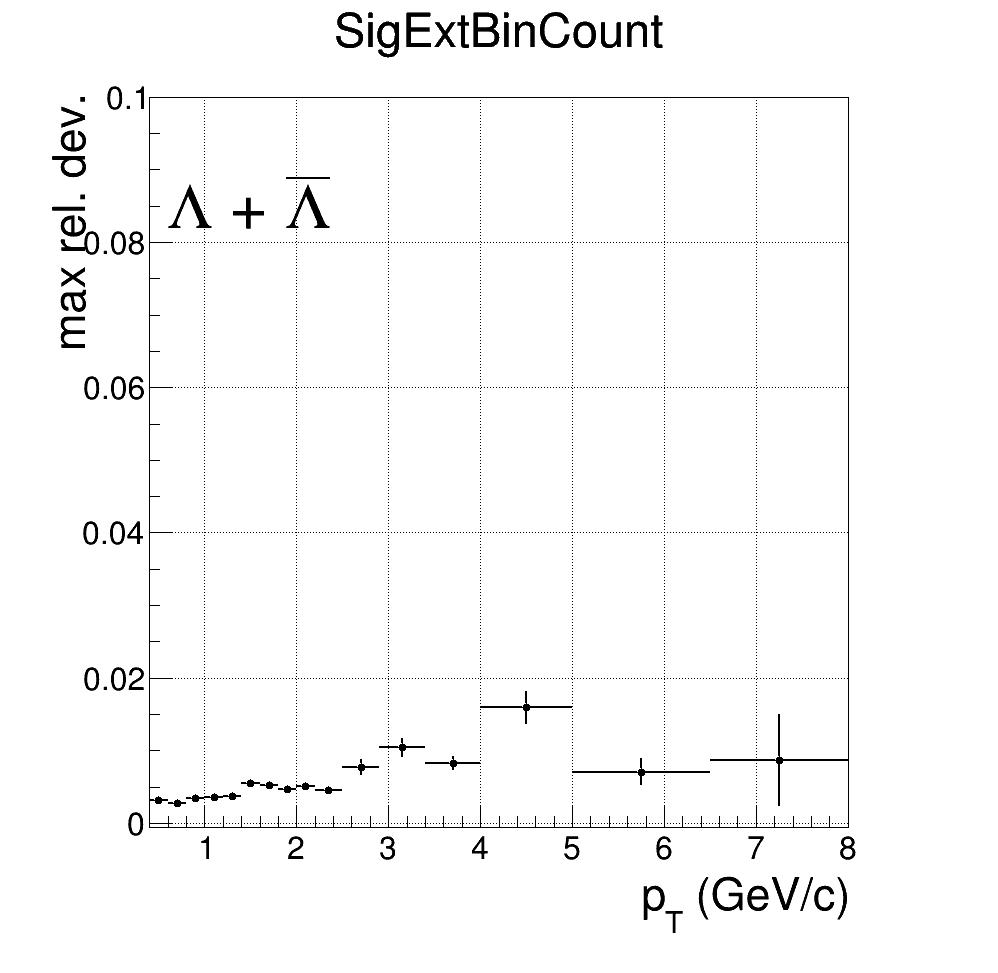 SigExtBinCount
max rel. dev.
0.1
Λ + Λ̅
0.08
0.06
0.04
0.02
0
1 2 3 4 5 6 7 8
p_T (GeV/c)